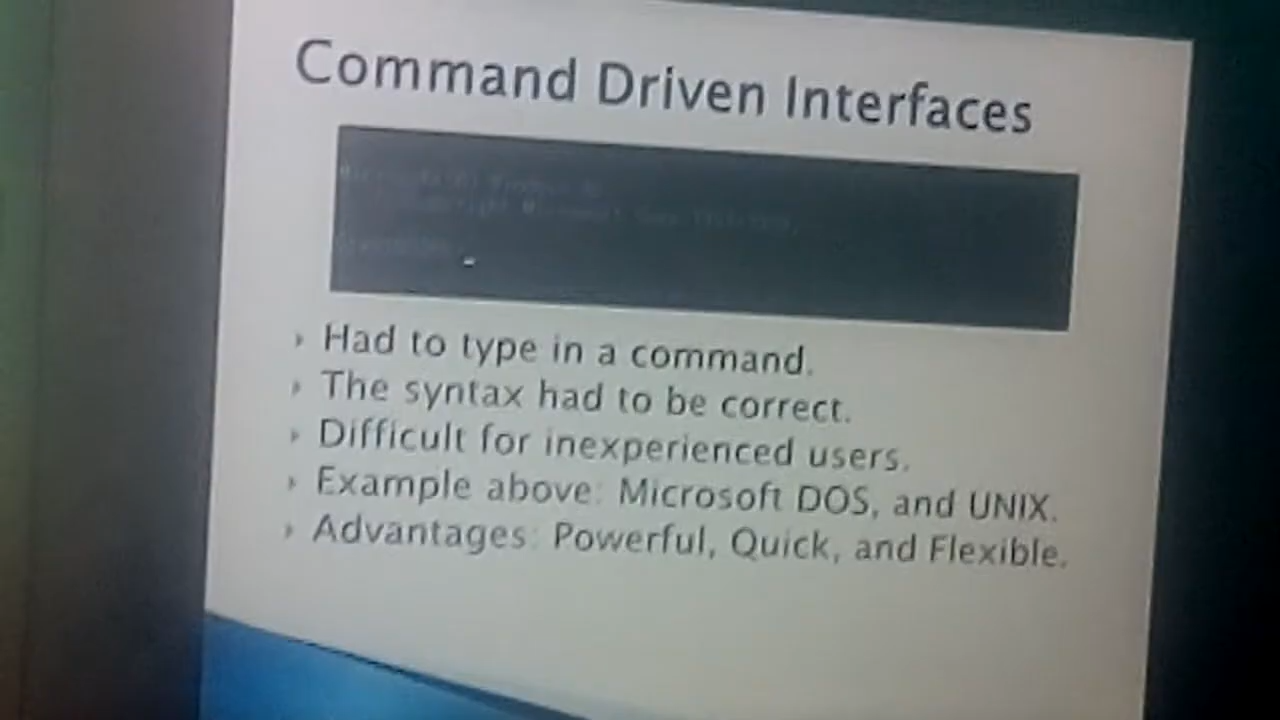 Command Driven Interfaces
Had to type in a command.
The syntax had to be correct.
Difficult for inexperienced users.
Example above: Microsoft DOS, and UNIX.
Advantages: Powerful, Quick, and Flexible.